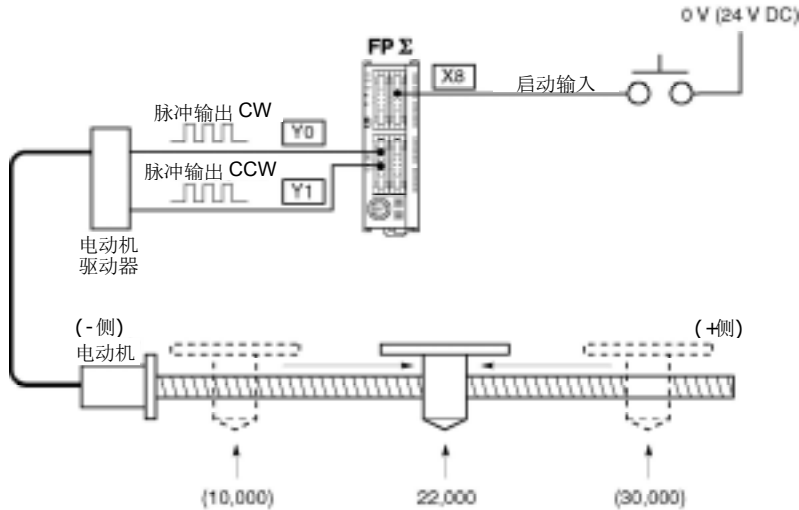 0 V (24 V DC)
FP Σ
X8
启动输入
脉冲输出 CW
Y0
脉冲输出 CCW
Y1
电动机
驱动器
(-侧)
电动机
(+侧)
(10,000)
22,000
(30,000)